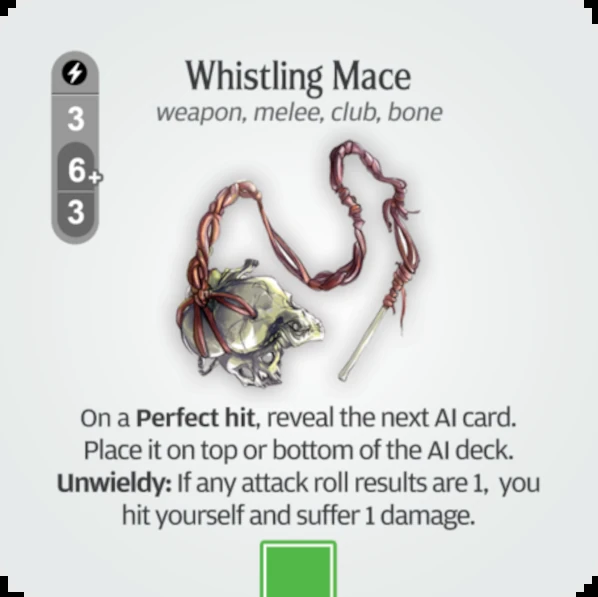 Whistling Mace
weapon, melee, club, bone
3
6+
3
On a Perfect hit, reveal the next AI card.
Place it on top or bottom of the AI deck.
Unwieldy: If any attack roll results are 1, you
hit yourself and suffer 1 damage.